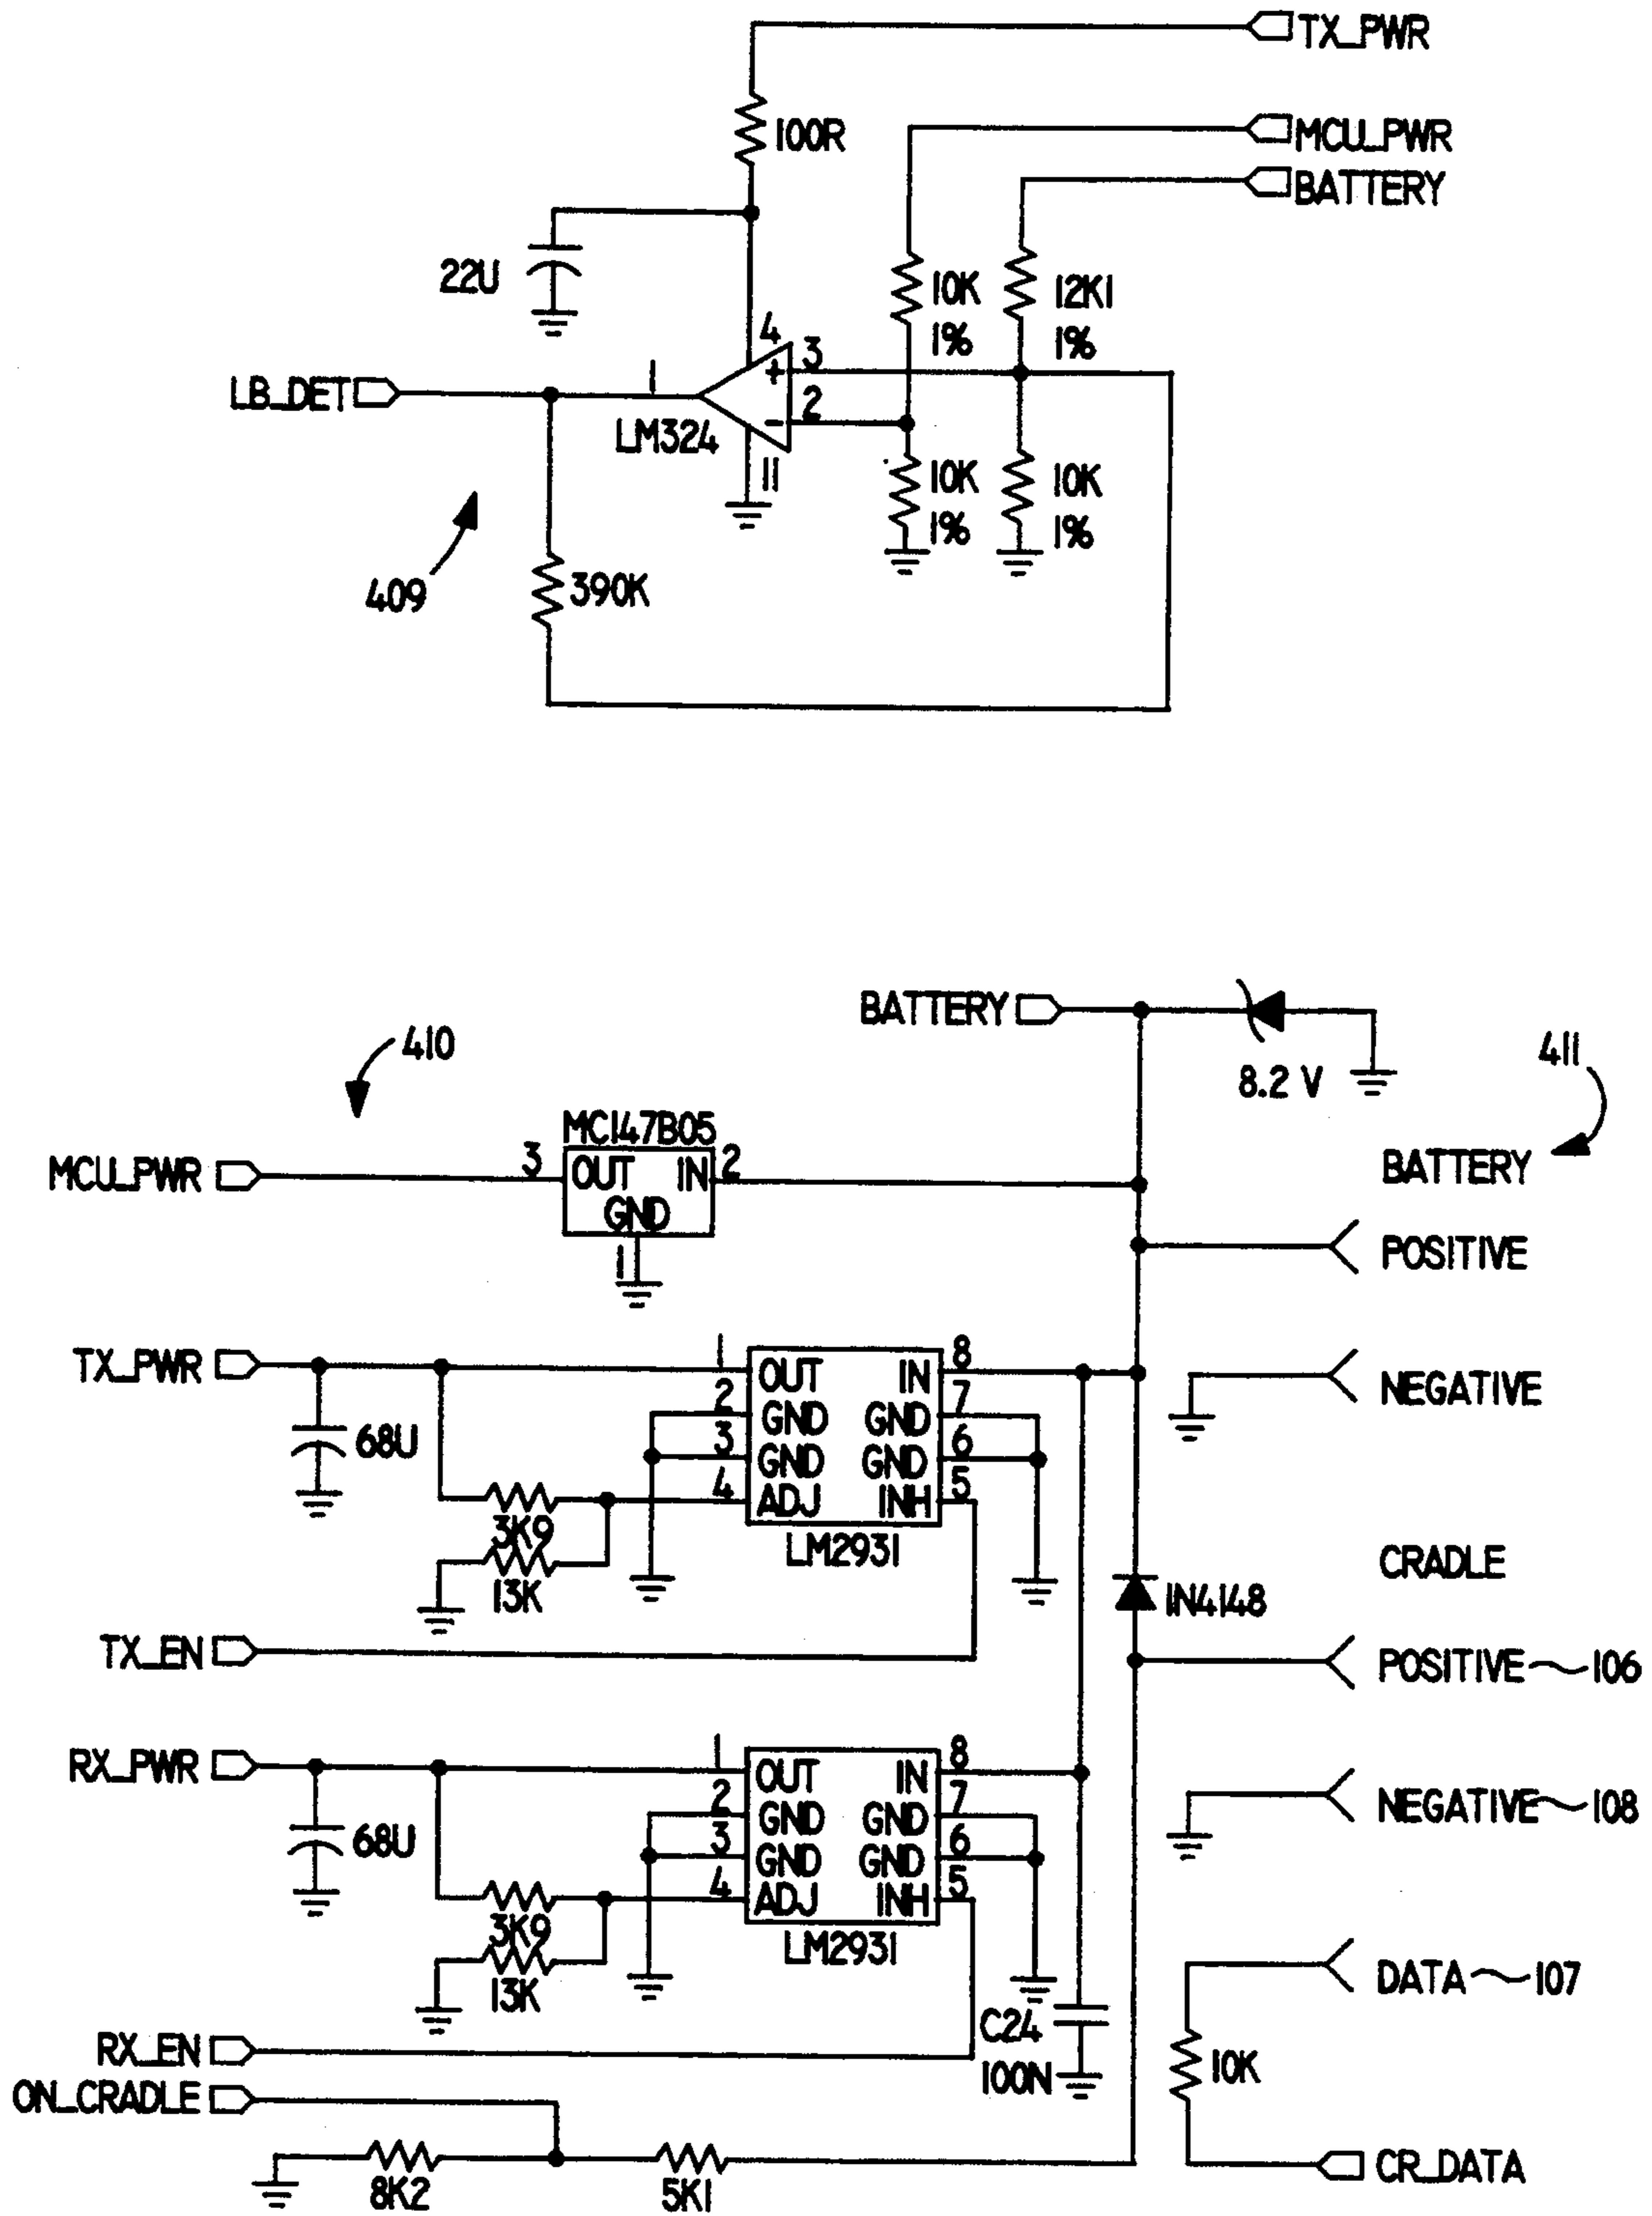 TX_PWR
100R
MCU_PWR
BATTERY
22U
10K
1%
12K1
1%
4
3
+
1
LB_DET
2
-
LM324
11
10K
1%
10K
1%
409
390K
BATTERY
8.2 V
410
411
MC147B05
MCU_PWR
3
OUT
IN
2
GND
1
BATTERY
POSITIVE
NEGATIVE
TX_PWR
1
OUT
IN
8
2
GND
GND
7
3
GND
GND
6
4
ADJ
INH
5
LM2931
68U
3K9
13K
TX_EN
1N4148
CRADLE
POSITIVE 106
NEGATIVE 108
RX_PWR
1
OUT
IN
8
2
GND
GND
7
3
GND
GND
6
4
ADJ
INH
5
LM2931
68U
3K9
13K
C24
100N
DATA 107
10K
RX_EN
ON_CRADLE
8K2
5K1
CR_DATA